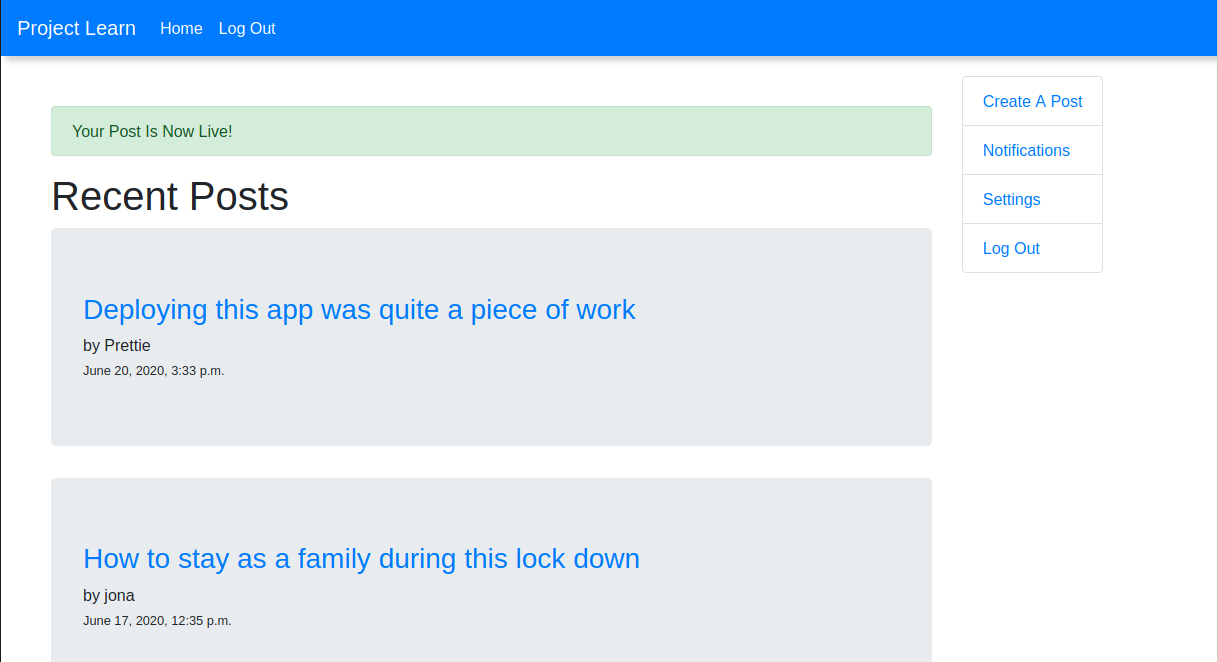 Project Learn Home Log Out
Your Post Is Now Live!
Recent Posts
Deploying this app was quite a piece of work
by Prettie
June 20, 2020, 3:33 p.m.
How to stay as a family during this lock down
by jona
June 17, 2020, 12:35 p.m.
Create A Post
Notifications
Settings
Log Out